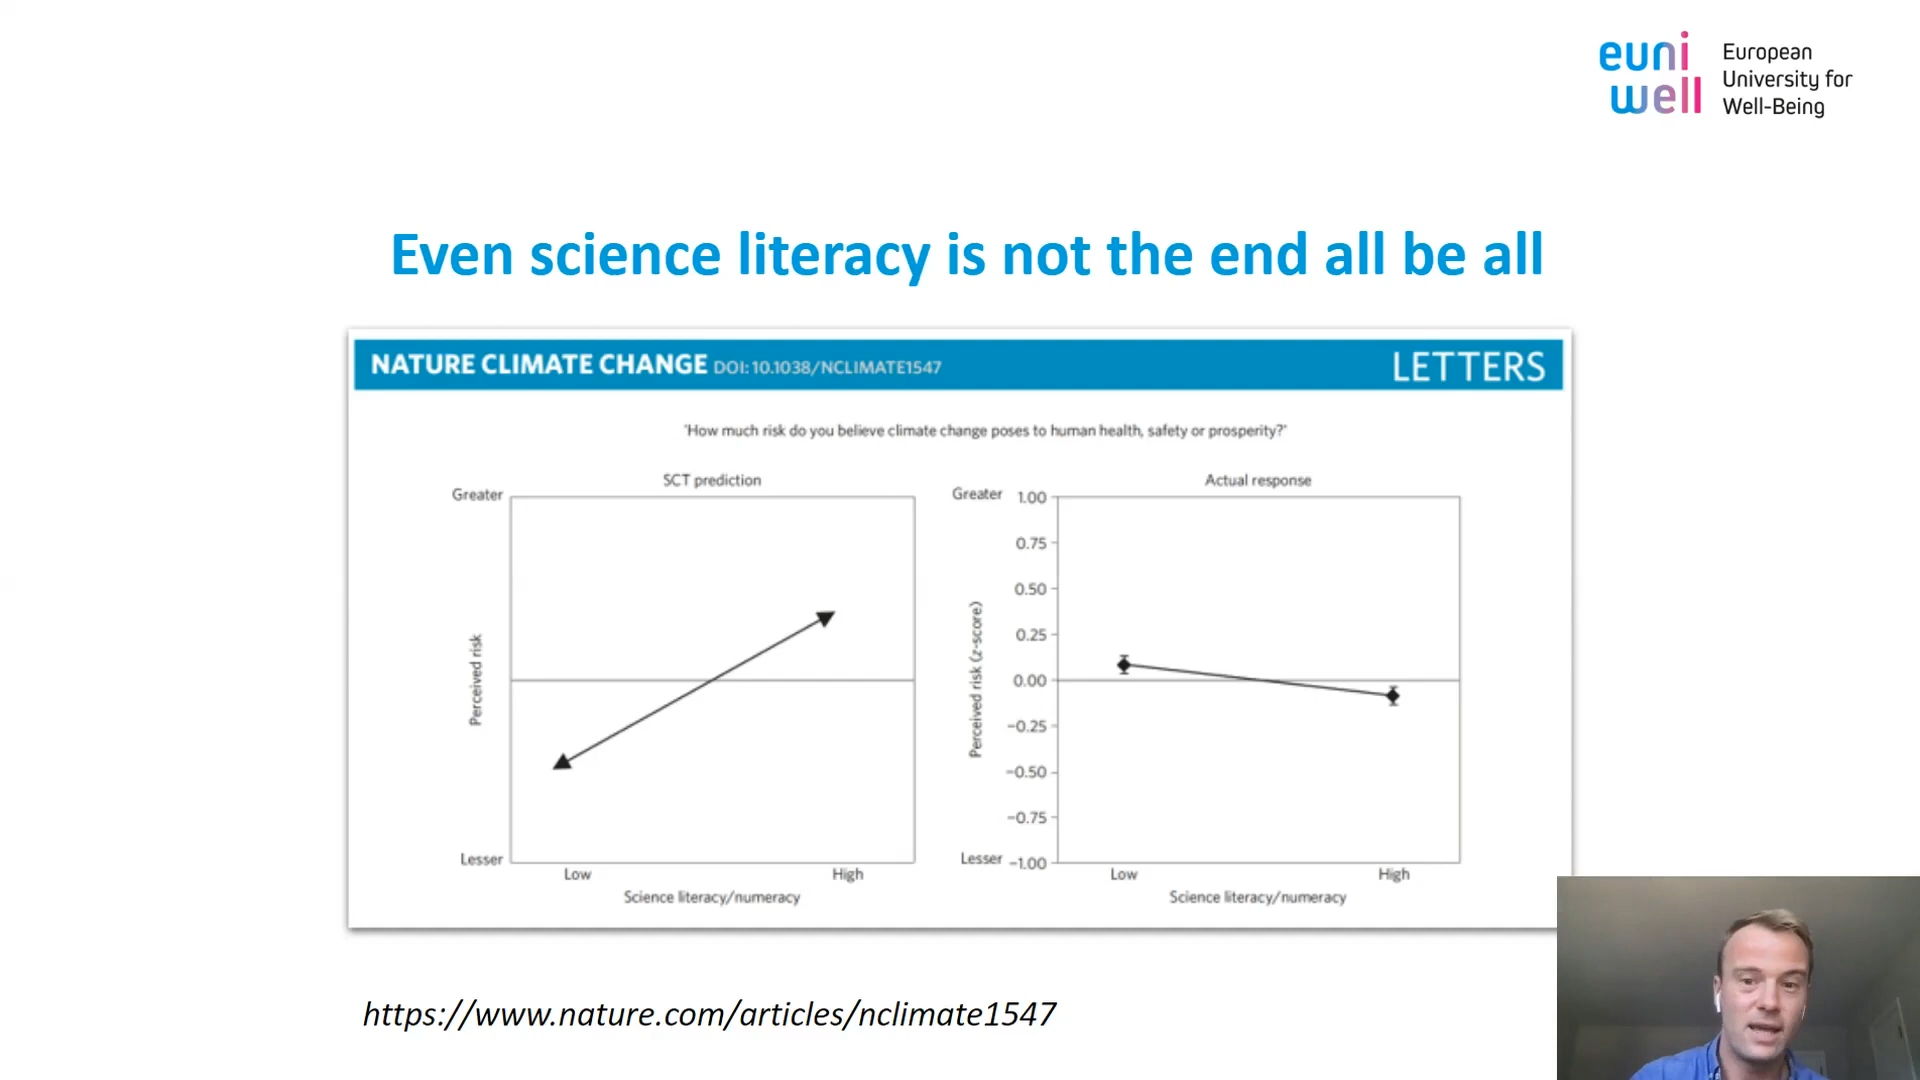 euni
well
European
University for
Well-Being
Even science literacy is not the end all be all
NATURE CLIMATE CHANGE DOI: 10.1038/NCLIMATE1547
LETTERS
'How much risk do you believe climate change poses to human health, safety or prosperity?'
SCT prediction
Greater
Perceived risk
Lesser
Low
High
Science literacy/numeracy
Actual response
Greater
1.00
0.75
0.50
0.25
0.00
−0.25
−0.50
−0.75
Lesser
−1.00
Perceived risk (z-score)
Low
High
Science literacy/numeracy
https://www.nature.com/articles/nclimate1547